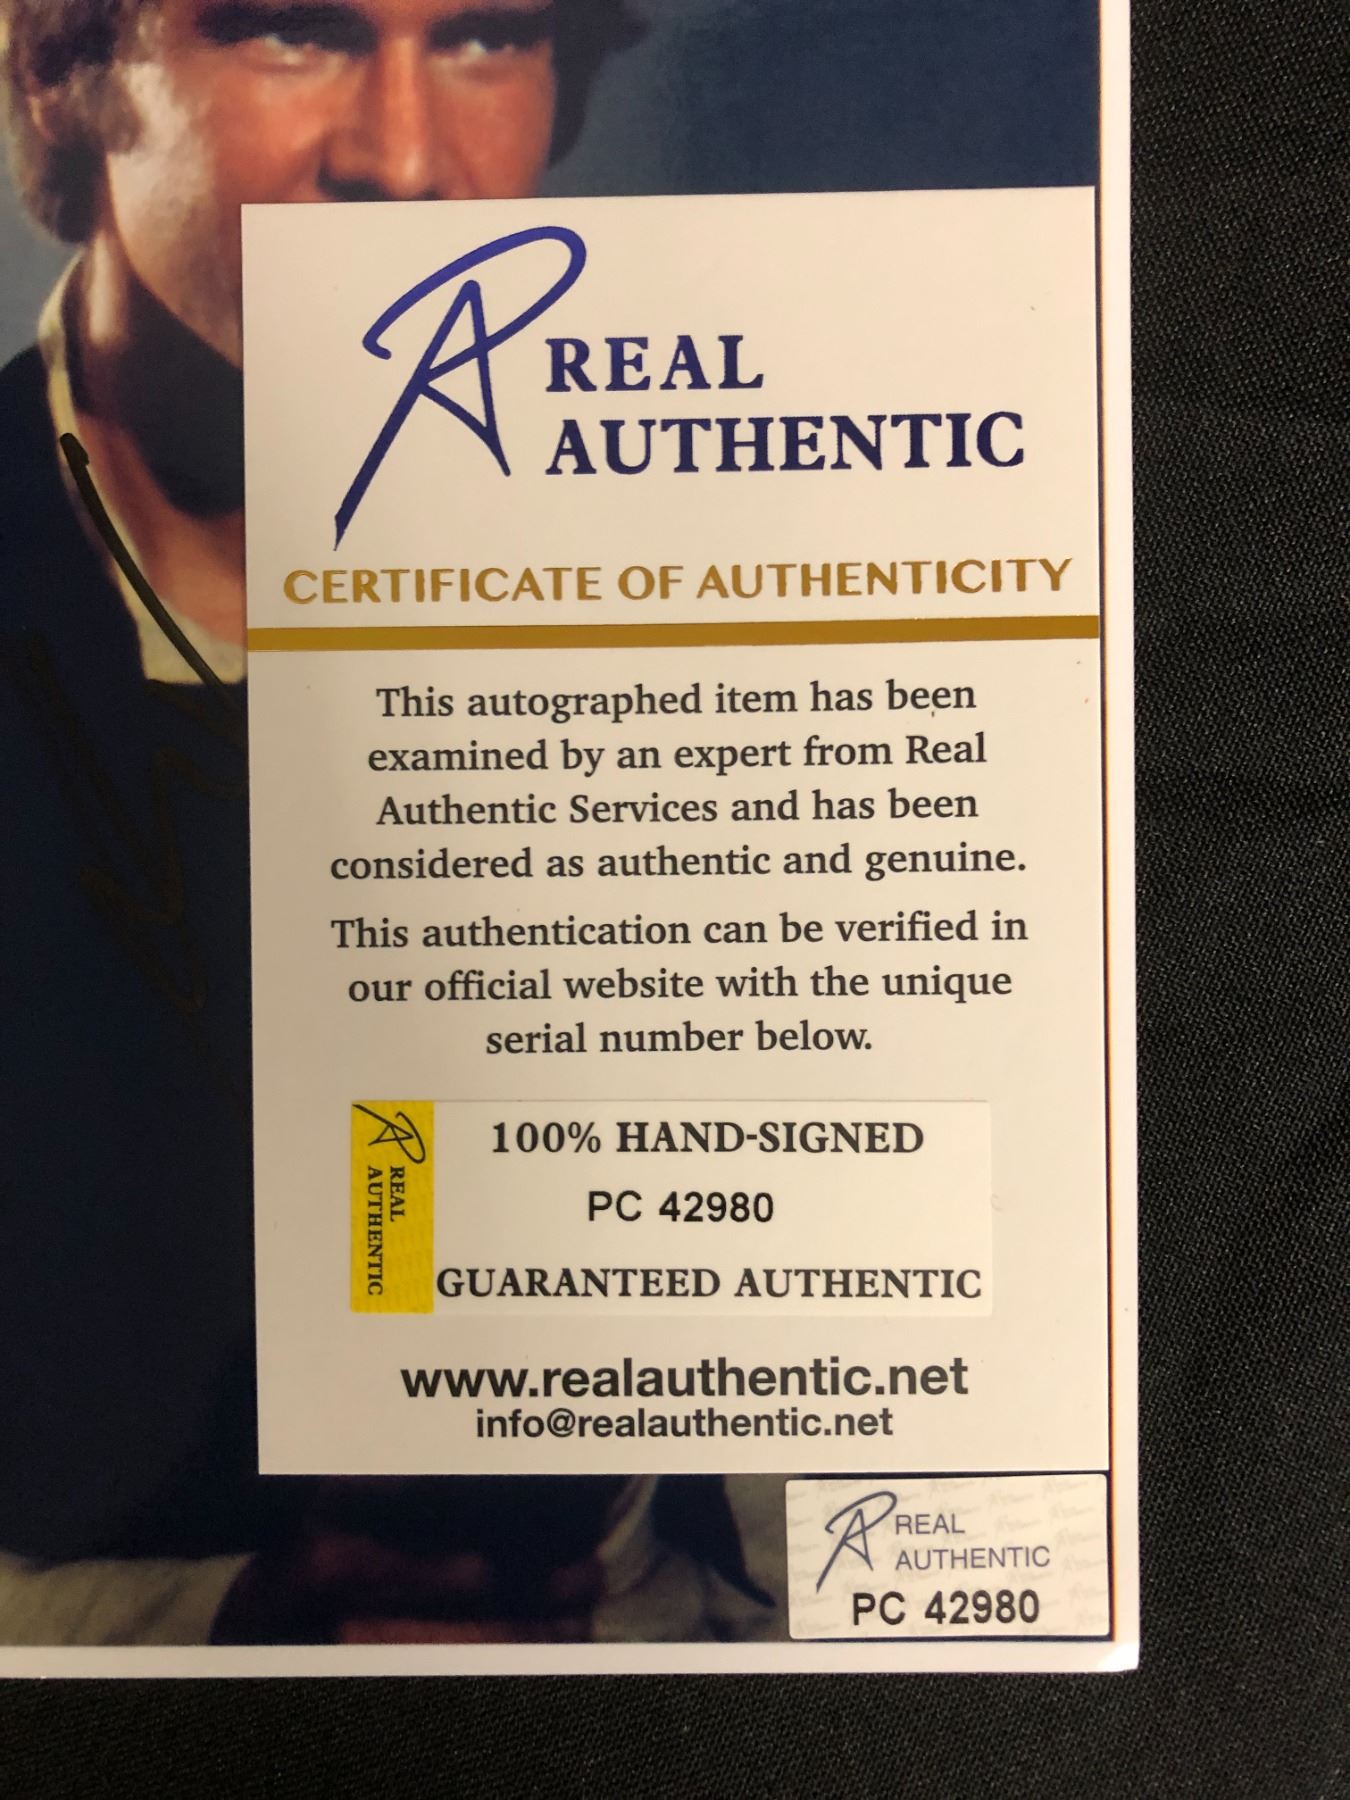 REAL
AUTHENTIC
CERTIFICATE OF AUTHENTICITY
This autographed item has been
examined by an expert from Real
Authentic Services and has been
considered as authentic and genuine.
This authentication can be verified in
our official website with the unique
serial number below.
REAL
AUTHENTIC
100% HAND-SIGNED
PC 42980
GUARANTEED AUTHENTIC
www.realauthentic.net
info@realauthentic.net
REAL
AUTHENTIC
PC 42980